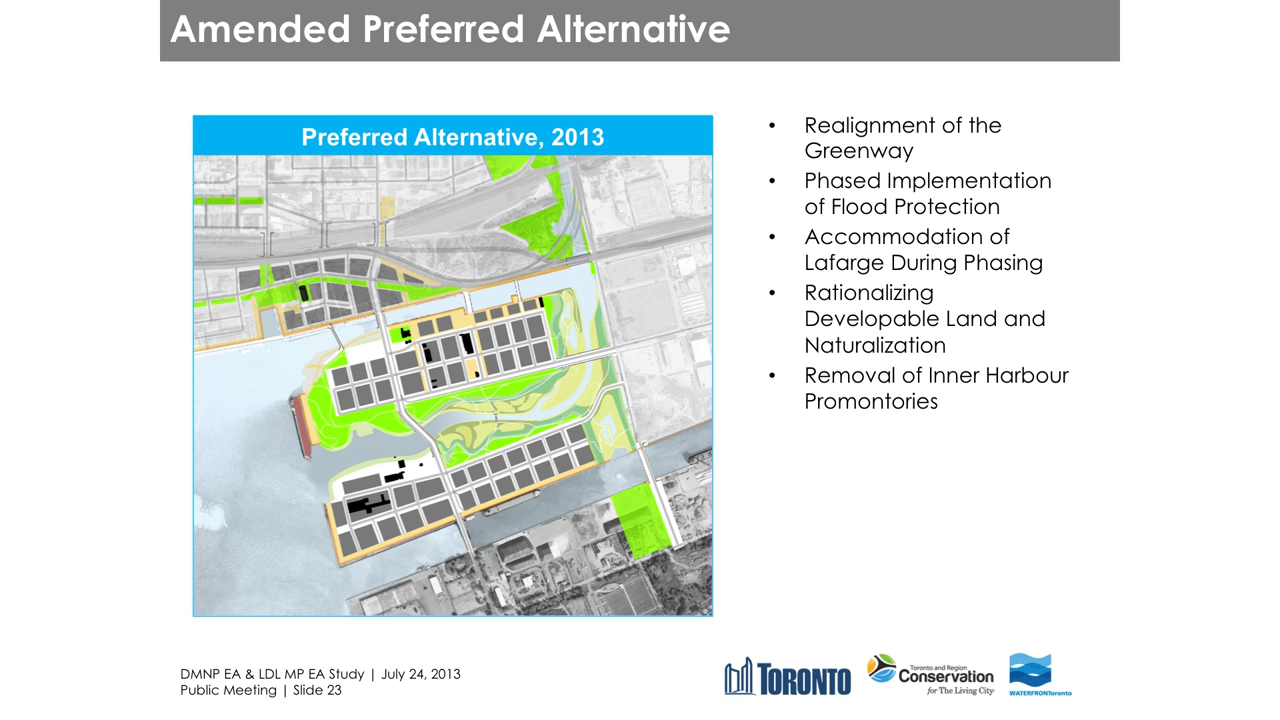 Amended Preferred Alternative
Preferred Alternative, 2013
• Realignment of the
Greenway
• Phased Implementation
of Flood Protection
• Accommodation of
Lafarge During Phasing
• Rationalizing
Developable Land and
Naturalization
• Removal of Inner Harbour
Promontories
DMNP EA & LDL MP EA Study | July 24, 2013
Public Meeting | Slide 23
TORONTO
Toronto and Region
Conservation
for The Living City
WATERFRONToronto